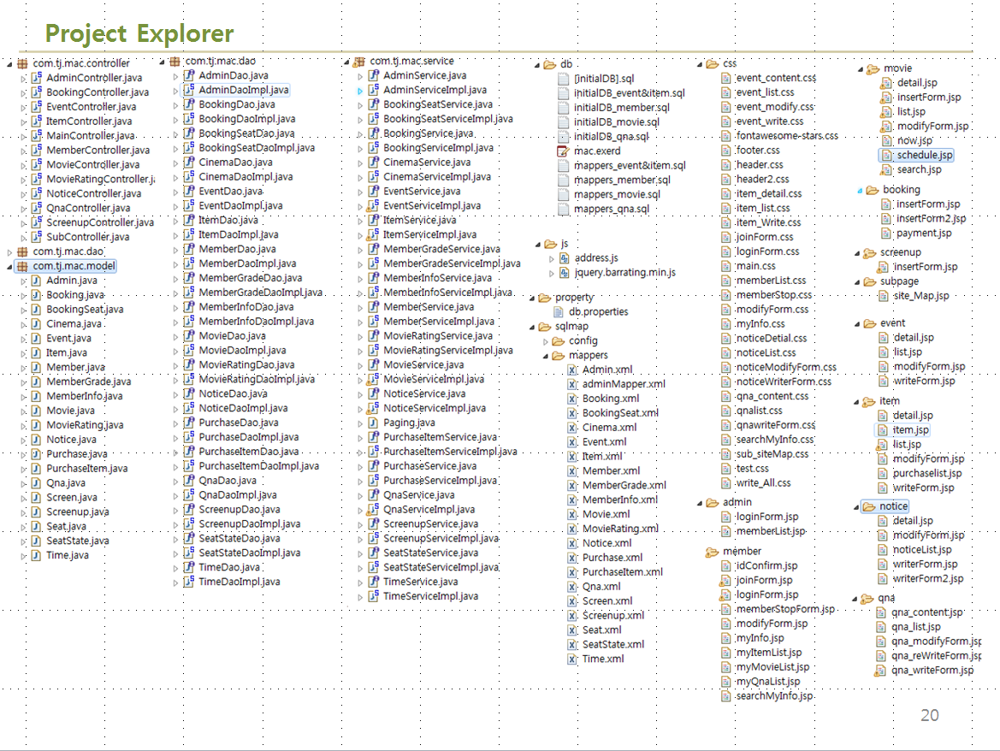 Project Explorer
com.tj.mac.controller
AdminController.java
BookingController.java
EventController.java
ItemController.java
MainController.java
MemberController.java
MovieController.java
MovieRatingController.j
NoticeController.java
QnaController.java
ScreenupController.java
SubController.java
com.tj.mac.dao
com.tj.mac.model
Admin.java
Booking.java
BookingSeat.java
Cinema.java
Event.java
Item.java
Member.java
MemberGrade.java
MemberInfo.java
Movie.java
MovieRating.java
Notice.java
Purchase.java
PurchaseItem.java
Qna.java
Screen.java
Screenup.java
Seat.java
SeatState.java
Time.java
com.tj.mac.dao
AdminDao.java
AdminDaoImpl.java
BookingDao.java
BookingDaoImpl.java
BookingSeatDao.java
BookingSeatDaoImpl.java
CinemaDao.java
CinemaDaoImpl.java
EventDao.java
EventDaoImpl.java
ItemDao.java
ItemDaoImpl.java
MemberDao.java
MemberDaoImpl.java
MemberGradeDao.java
MemberGradeDaoImpl.java
MemberInfoDao.java
MemberInfoDaoImpl.java
MovieDao.java
MovieDaoImpl.java
MovieRatingDao.java
MovieRatingDaoImpl.java
NoticeDao.java
NoticeDaoImpl.java
PurchaseDao.java
PurchaseDaoImpl.java
PurchaseItemDao.java
PurchaseItemDaoImpl.java
QnaDao.java
QnaDaoImpl.java
ScreenupDao.java
ScreenupDaoImpl.java
SeatStateDao.java
SeatStateDaoImpl.java
TimeDao.java
TimeDaoImpl.java
com.tj.mac.service
AdminService.java
AdminServiceImpl.java
BookingSeatService.java
BookingSeatServiceImpl.java
BookingService.java
BookingServiceImpl.java
CinemaService.java
CinemaServiceImpl.java
EventService.java
EventServiceImpl.java
ItemService.java
ItemServiceImpl.java
MemberGradeService.java
MemberGradeServiceImpl.java
MemberInfoService.java
MemberInfoServiceImpl.java
MemberService.java
MemberServiceImpl.java
MovieRatingService.java
MovieRatingServiceImpl.java
MovieService.java
MovieServiceImpl.java
NoticeService.java
NoticeServiceImpl.java
Paging.java
PurchaseItemService.java
PurchaseItemServiceImpl.java
PurchaseService.java
PurchaseServiceImpl.java
QnaService.java
QnaServiceImpl.java
ScreenupService.java
ScreenupServiceImpl.java
SeatStateService.java
SeatStateServiceImpl.java
TimeService.java
TimeServiceImpl.java
db
[initialDB].sql
initialDB_event&item.sql
initialDB_member.sql
initialDB_movie.sql
initialDB_qna.sql
mac.exerd
mappers_event&item.sql
mappers_member.sql
mappers_movie.sql
mappers_qna.sql
js
address.js
jquery.barrating.min.js
property
db.properties
sqlmap
config
mappers
Admin.xml
adminMapper.xml
Booking.xml
BookingSeat.xml
Cinema.xml
Event.xml
Item.xml
Member.xml
MemberGrade.xml
MemberInfo.xml
Movie.xml
MovieRating.xml
Notice.xml
Purchase.xml
PurchaseItem.xml
Qna.xml
Screen.xml
Screenup.xml
Seat.xml
SeatState.xml
Time.xml
css
event_content.css
event_list.css
event_modify.css
event_write.css
fontawesome-stars.css
footer.css
header.css
header2.css
item_detail.css
item_list.css
item_Write.css
joinForm.css
loginForm.css
main.css
memberList.css
memberStop.css
modifyForm.css
myInfo.css
noticeDetial.css
noticeList.css
noticeModifyForm.css
noticeWriterForm.css
qna_content.css
qnalist.css
qnawriteForm.css
searchMyInfo.css
sub_siteMap.css
test.css
write_All.css
admin
loginForm.jsp
memberList.jsp
member
idConfirm.jsp
joinForm.jsp
loginForm.jsp
memberStopForm.jsp
modifyForm.jsp
myInfo.jsp
myItemList.jsp
myMovieList.jsp
myQnaList.jsp
searchMyInfo.jsp
movie
detail.jsp
insertForm.jsp
list.jsp
modifyForm.jsp
now.jsp
schedule.jsp
search.jsp
booking
insertForm.jsp
insertForm2.jsp
payment.jsp
screenup
insertForm.jsp
subpage
site_Map.jsp
event
detail.jsp
list.jsp
modifyForm.jsp
writeForm.jsp
item
detail.jsp
item.jsp
list.jsp
modifyForm.jsp
purchaselist.jsp
writeForm.jsp
notice
detail.jsp
modifyForm.jsp
noticeList.jsp
writerForm.jsp
writerForm2.jsp
qna
qna_content.jsp
qna_list.jsp
qna_modifyForm.jsp
qna_reWriteForm.jsp
qna_writeForm.jsp
20